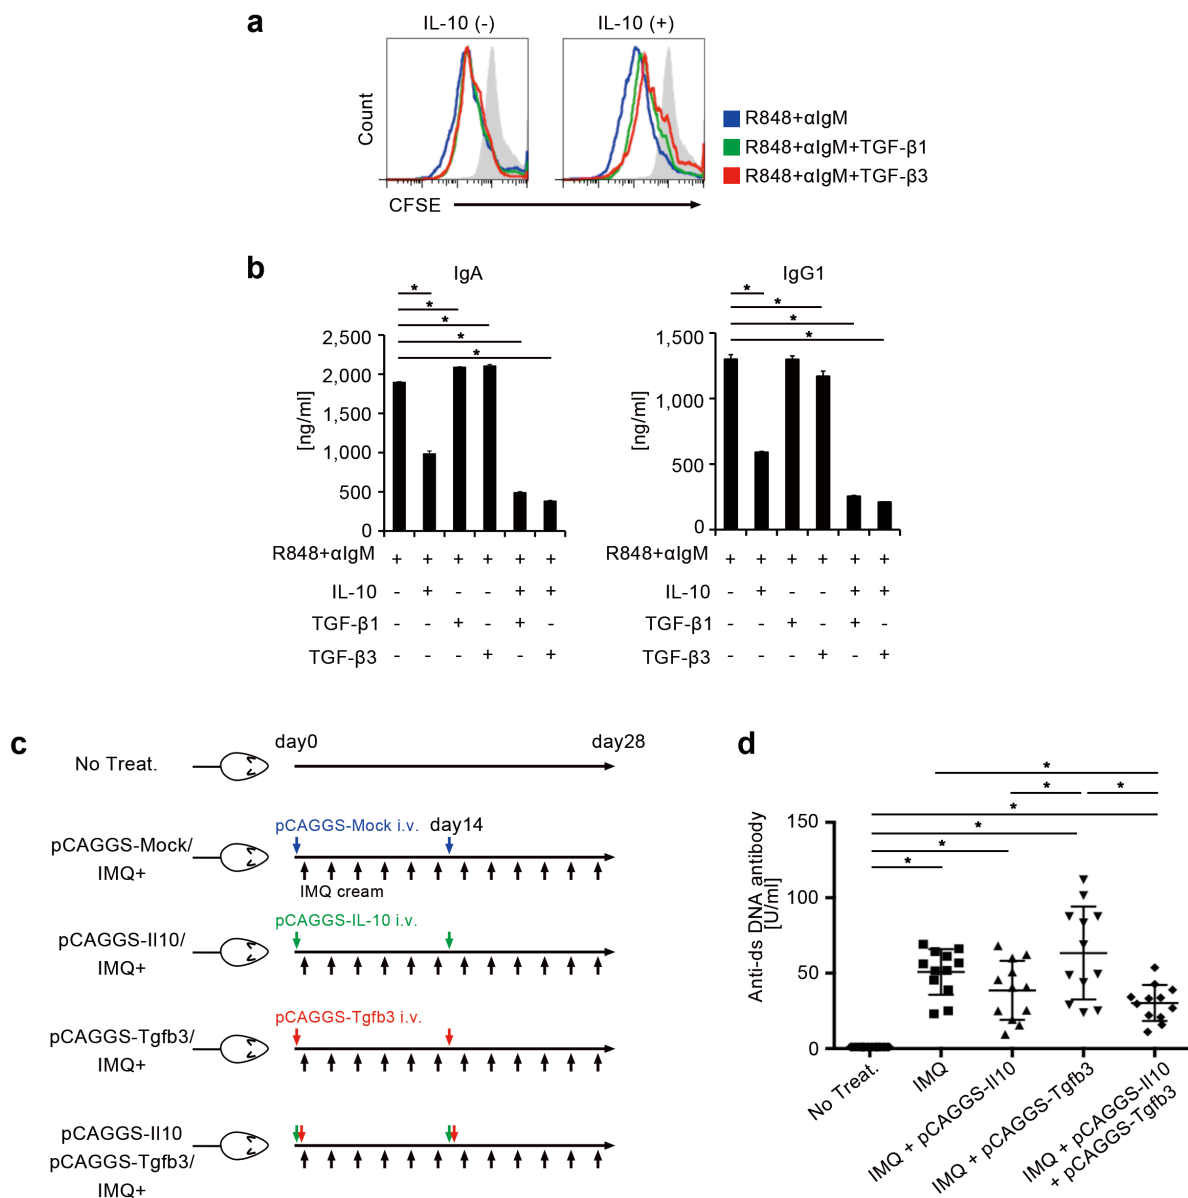 a
IL-10 (-)
IL-10 (+)
Count
CFSE
R848+αIgM
R848+αIgM+TGF-β1
R848+αIgM+TGF-β3
b
IgA
* * * * *
[ng/ml]
2,500
2,000
1,500
1,000
500
0
R848+αIgM + + + + + +
IL-10 - + - - + +
TGF-β1 - - + - + -
TGF-β3 - - - + - +
IgG1
* * * *
[ng/ml]
1,500
1,000
500
0
R848+αIgM + + + + + +
IL-10 - + - - + +
TGF-β1 - - + - + -
TGF-β3 - - - + - +
c
day0
day28
No Treat.
pCAGGS-Mock i.v.
day14
pCAGGS-Mock/
IMQ+
IMQ cream
pCAGGS-IL-10 i.v.
pCAGGS-Il10/
IMQ+
pCAGGS-Tgfb3 i.v.
pCAGGS-Tgfb3/
IMQ+
pCAGGS-Il10
pCAGGS-Tgfb3/
IMQ+
d
* * * * * * *
Anti-ds DNA antibody
[U/ml]
150
100
50
0
No Treat.
IMQ
IMQ + pCAGGS-Il10
IMQ + pCAGGS-Tgfb3
IMQ + pCAGGS-Il10
+ pCAGGS-Tgfb3